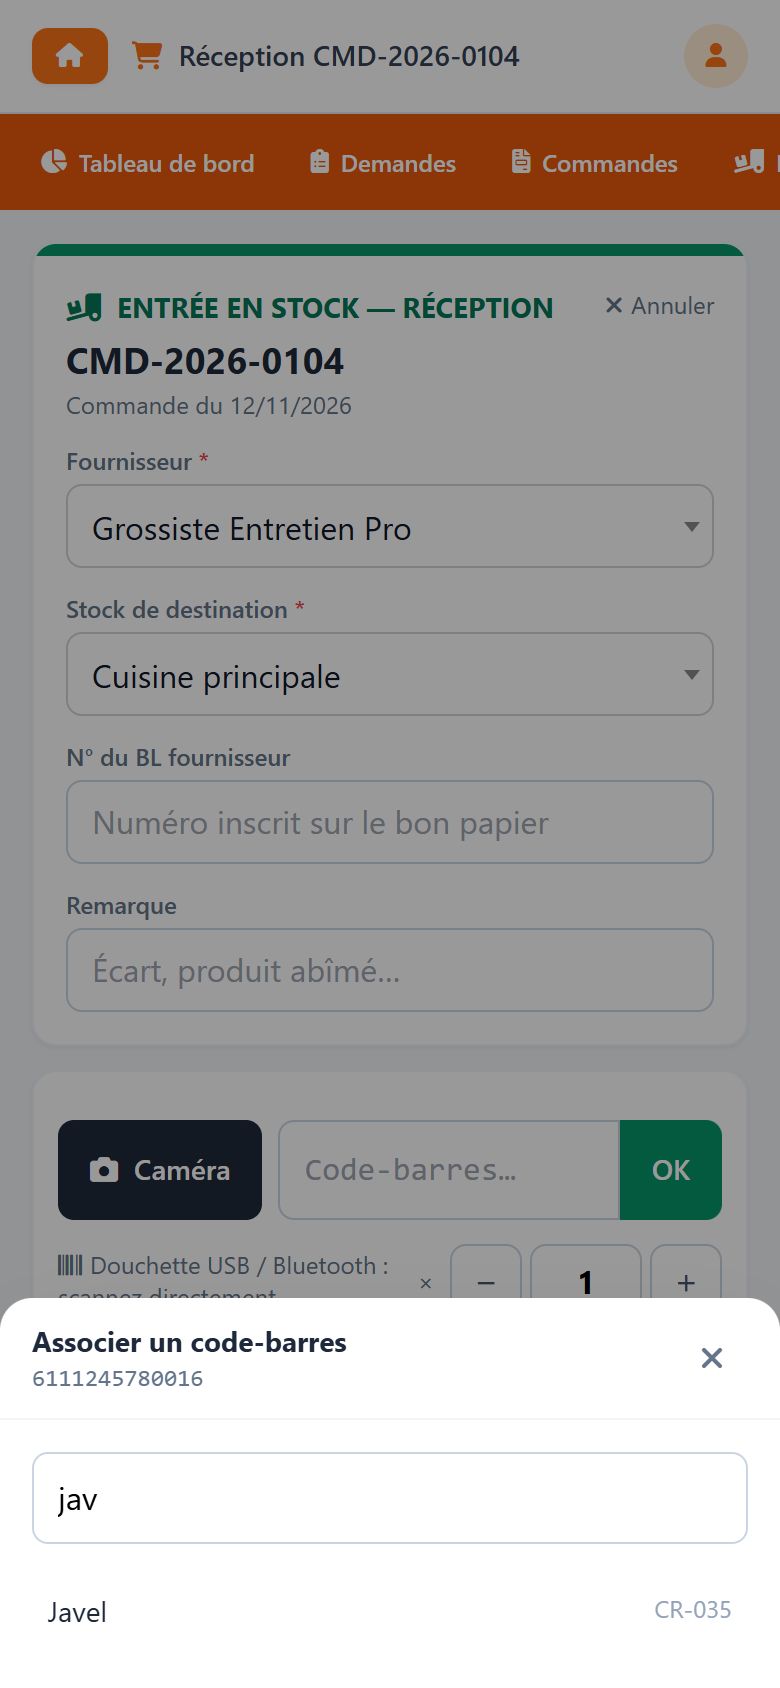 Réception CMD-2026-0104
Tableau de bord
Demandes
Commandes
ENTRÉE EN STOCK — RÉCEPTION
Annuler
CMD-2026-0104
Commande du 12/11/2026
Fournisseur *
Grossiste Entretien Pro
Stock de destination *
Cuisine principale
N° du BL fournisseur
Numéro inscrit sur le bon papier
Remarque
Écart, produit abîmé...
Caméra
Code-barres…
OK
Douchette USB / Bluetooth :
scannez directement
× − 1 +
Associer un code-barres
6111245780016
jav
Javel
CR-035